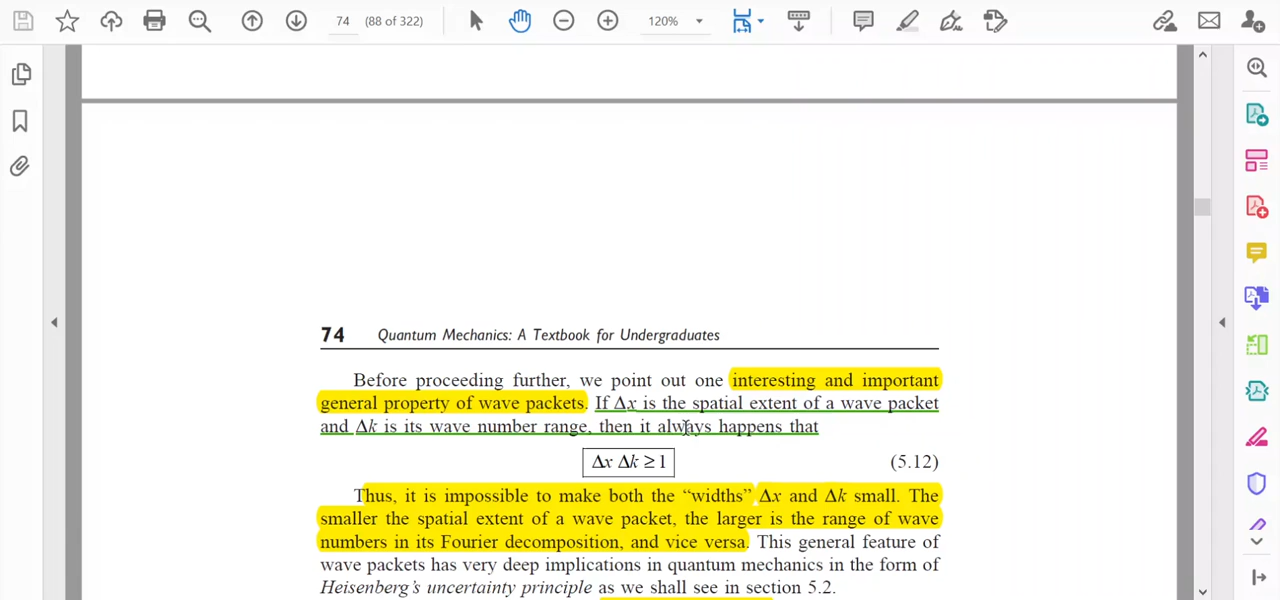 74 (88 of 322) 120%
74 Quantum Mechanics: A Textbook for Undergraduates
Before proceeding further, we point out one interesting and important
general property of wave packets. If Δx is the spatial extent of a wave packet
and Δk is its wave number range, then it always happens that
Δx Δk ≥ 1 (5.12)
Thus, it is impossible to make both the “widths” Δx and Δk small. The
smaller the spatial extent of a wave packet, the larger is the range of wave
numbers in its Fourier decomposition, and vice versa. This general feature of
wave packets has very deep implications in quantum mechanics in the form of
Heisenberg’s uncertainty principle as we shall see in section 5.2.